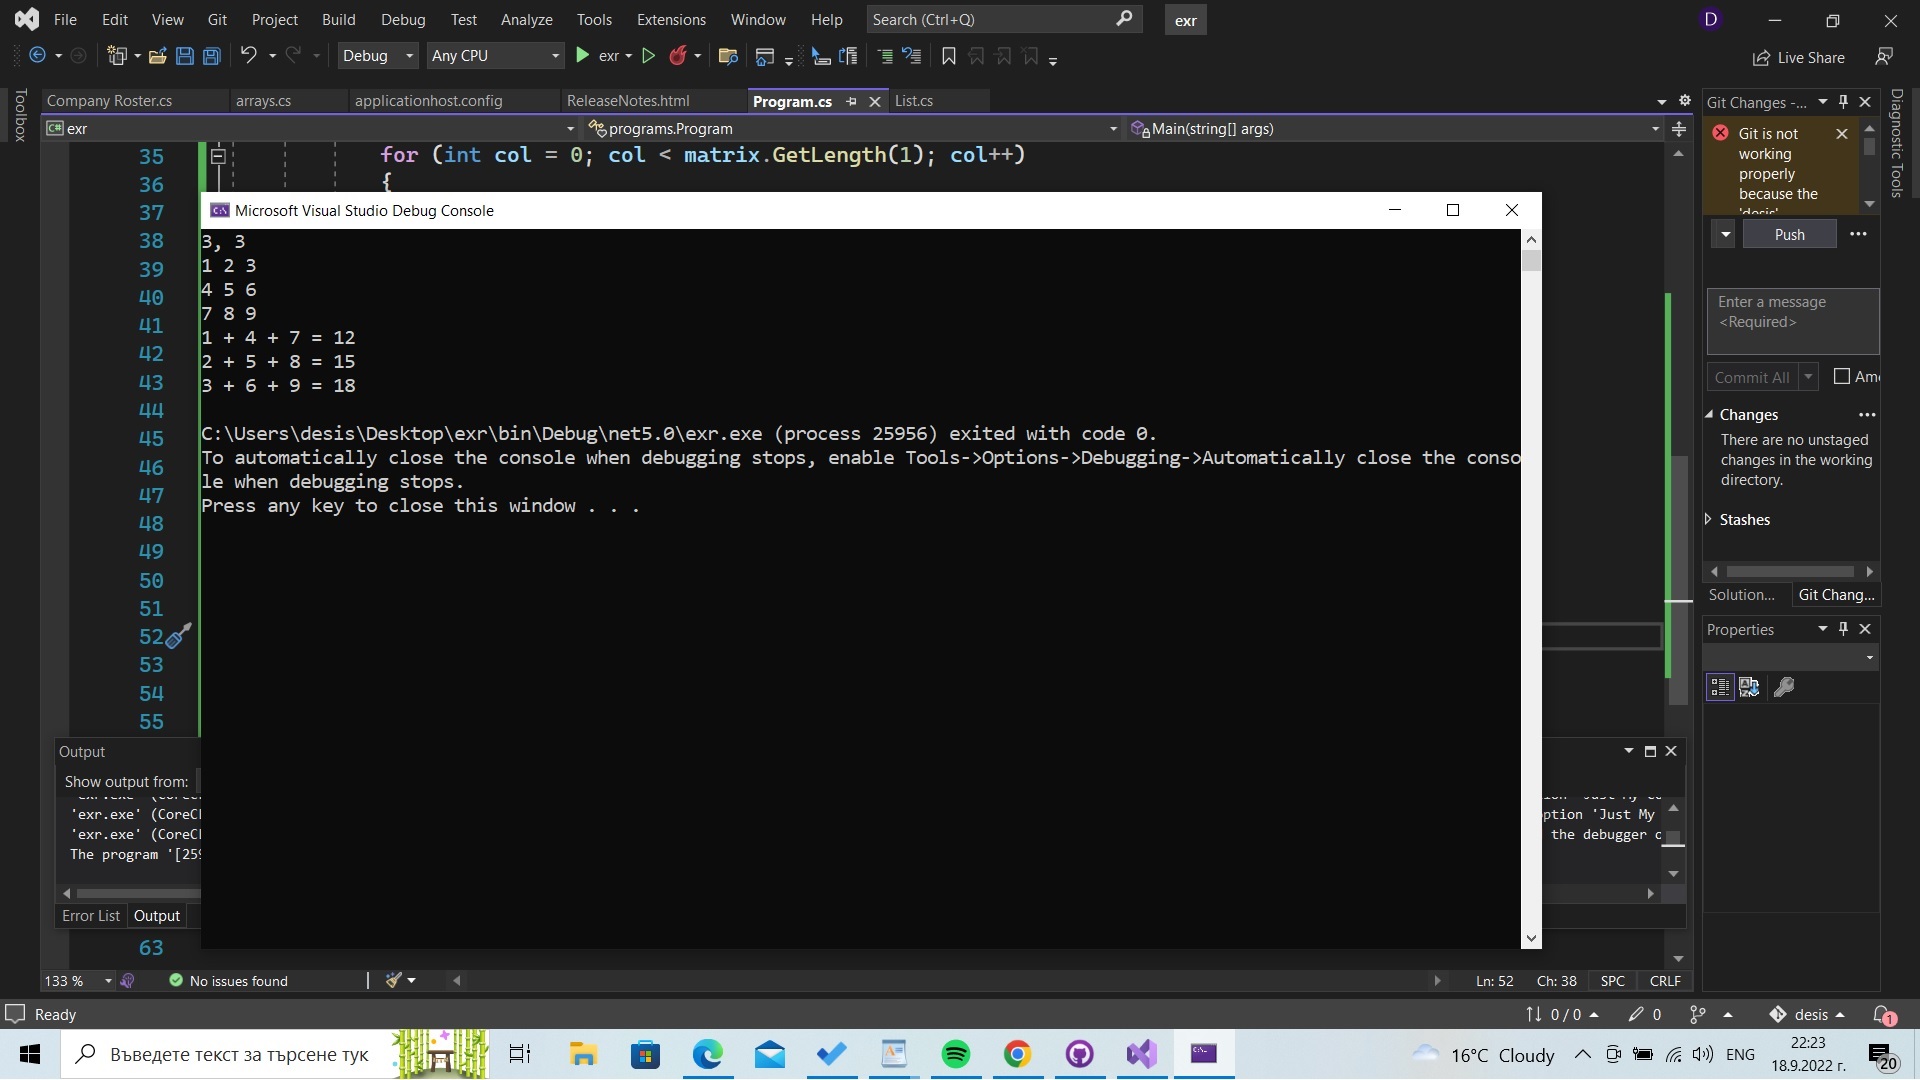 File Edit View Git Project Build Debug Test Analyze Tools Extensions Window Help Search (Ctrl+Q) exr D
Debug Any CPU exr Live Share
Toolbox
Company Roster.cs arrays.cs applicationhost.config ReleaseNotes.html Program.cs List.cs
exr programs.Program Main(string[] args)
35 for (int col = 0; col < matrix.GetLength(1); col++)
36 {
37
38
39
40
41
42
43
44
45
46
47
48
49
50
51
52
53
54
55
63
Microsoft Visual Studio Debug Console
3, 3
1 2 3
4 5 6
7 8 9
1 + 4 + 7 = 12
2 + 5 + 8 = 15
3 + 6 + 9 = 18
C:\Users\desis\Desktop\exr\bin\Debug\net5.0\exr.exe (process 25956) exited with code 0.
To automatically close the console when debugging stops, enable Tools->Options->Debugging->Automatically close the conso
le when debugging stops.
Press any key to close this window . . .
Output
Show output from:
'exr.exe' (CoreCl
'exr.exe' (CoreCl
The program '[259
ption 'Just My
the debugger c
Error List Output
133 % No issues found Ln: 52 Ch: 38 SPC CRLF
Git Changes -...
Git is not
working
properly
because the
'desis'
Push
Enter a message
<Required>
Commit All Ame
Changes
There are no unstaged
changes in the working
directory.
Stashes
Solution... Git Chang...
Properties
Diagnostic Tools
Ready 0 / 0 0 desis 1
Въведете текст за търсене тук 16°C Cloudy ENG 22:23
18.9.2022 г. 20